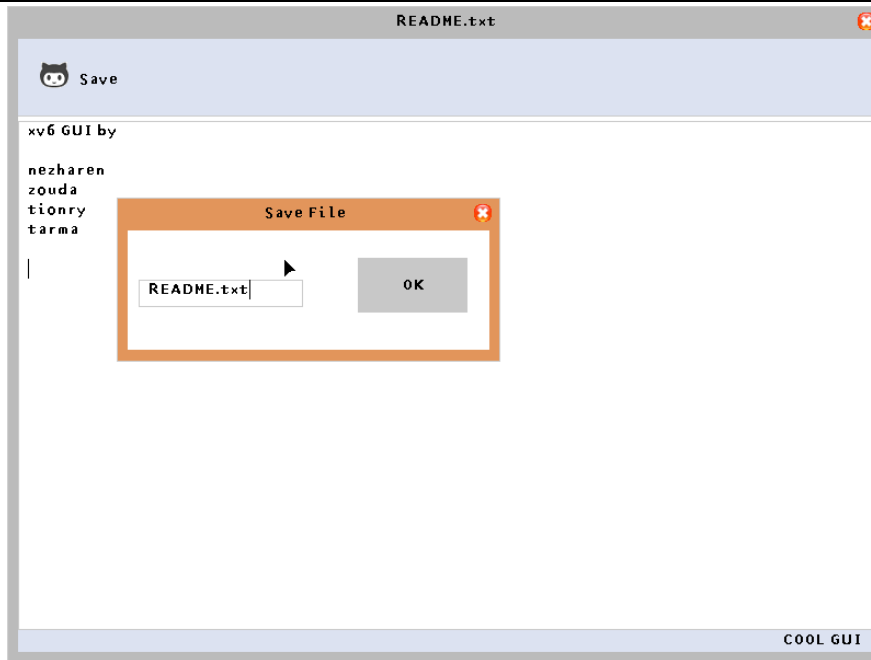 README.txt
Save
xv6 GUI by
nezharen
zouda
tionry
tarma
Save File
README.txt
OK
COOL GUI